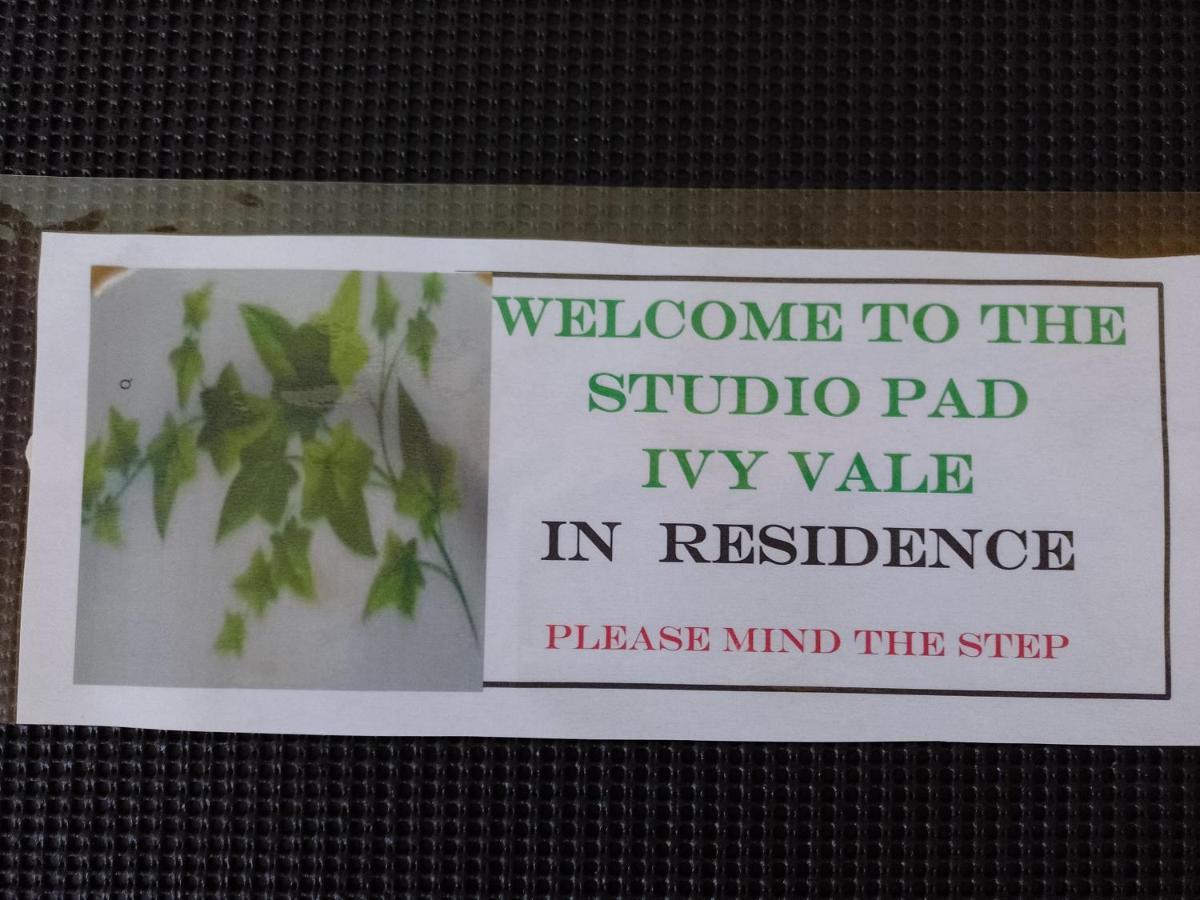 WELCOME TO THE
STUDIO PAD
IVY VALE
IN RESIDENCE
PLEASE MIND THE STEP